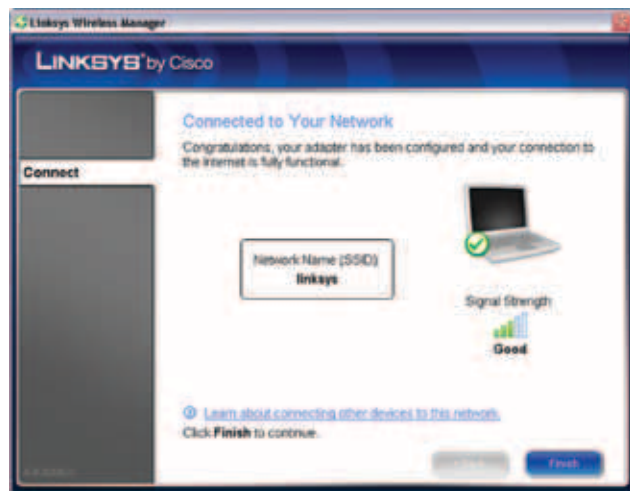 Linksys Wireless Manager
LINKSYS® by Cisco
Connected to Your Network
Congratulations, your adapter has been configured and your connection to
the Internet is fully functional.
Connect
Network Name (SSID)
linksys
Signal Strength
Good
Learn about connecting other devices to this network.
Click Finish to continue.
Finish